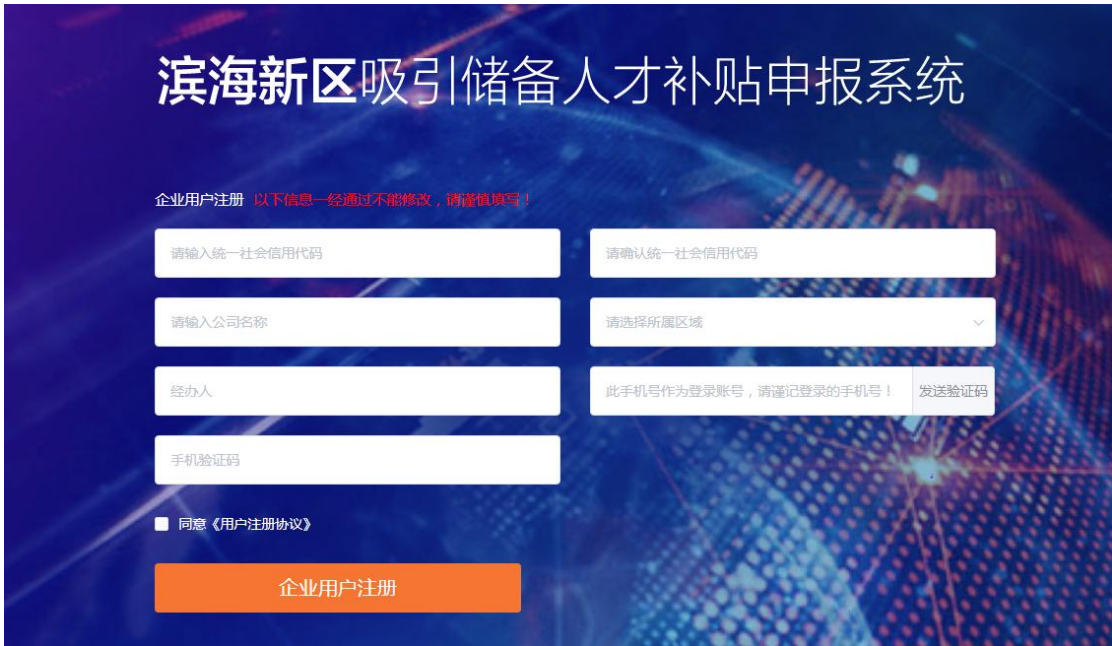 滨海新区吸引储备人才补贴申报系统
企业用户注册 以下信息一经通过不能修改，请谨值填写！
请输入统一社会信用代码
请确认统一社会信用代码
请输入公司名称
请选择所属区域
经办人
此手机号作为登录账号，请谨记登录的手机号！ 发送验证码
手机验证码
同意《用户注册协议》
企业用户注册